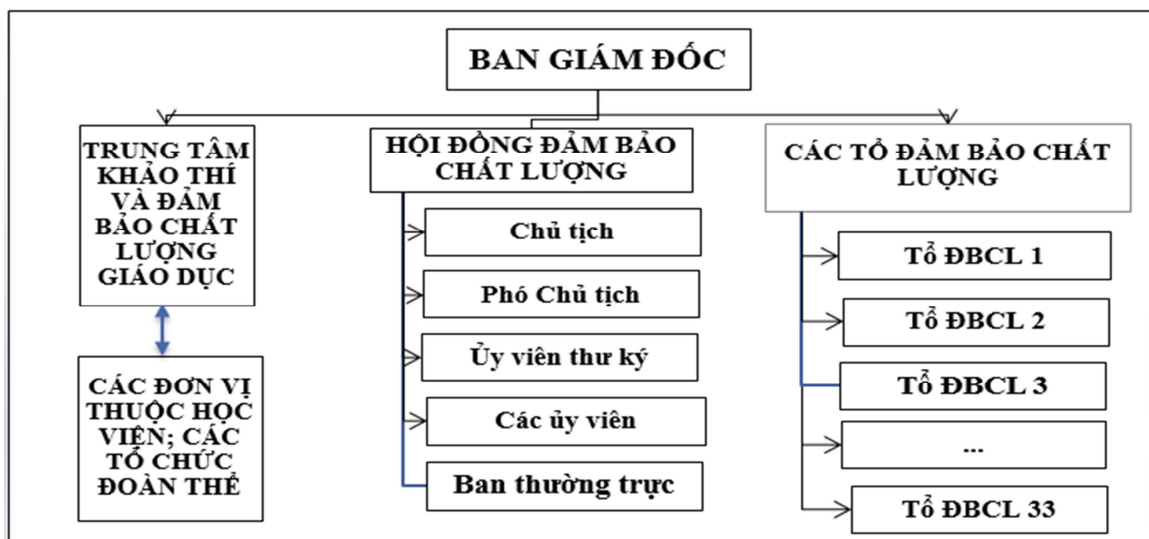 BAN GIÁM ĐỐC
TRUNG TÂM
KHẢO THÍ
VÀ ĐẢM
BẢO CHẤT
LƯỢNG
GIÁO DỤC
CÁC ĐƠN VỊ
THUỘC HỌC
VIỆN; CÁC
TỔ CHỨC
ĐOÀN THỂ
HỘI ĐỒNG ĐẢM BẢO
CHẤT LƯỢNG
Chủ tịch
Phó Chủ tịch
Ủy viên thư ký
Các ủy viên
Ban thường trực
CÁC TỔ ĐẢM BẢO CHẤT
LƯỢNG
Tổ ĐBCL 1
Tổ ĐBCL 2
Tổ ĐBCL 3
...
Tổ ĐBCL 33